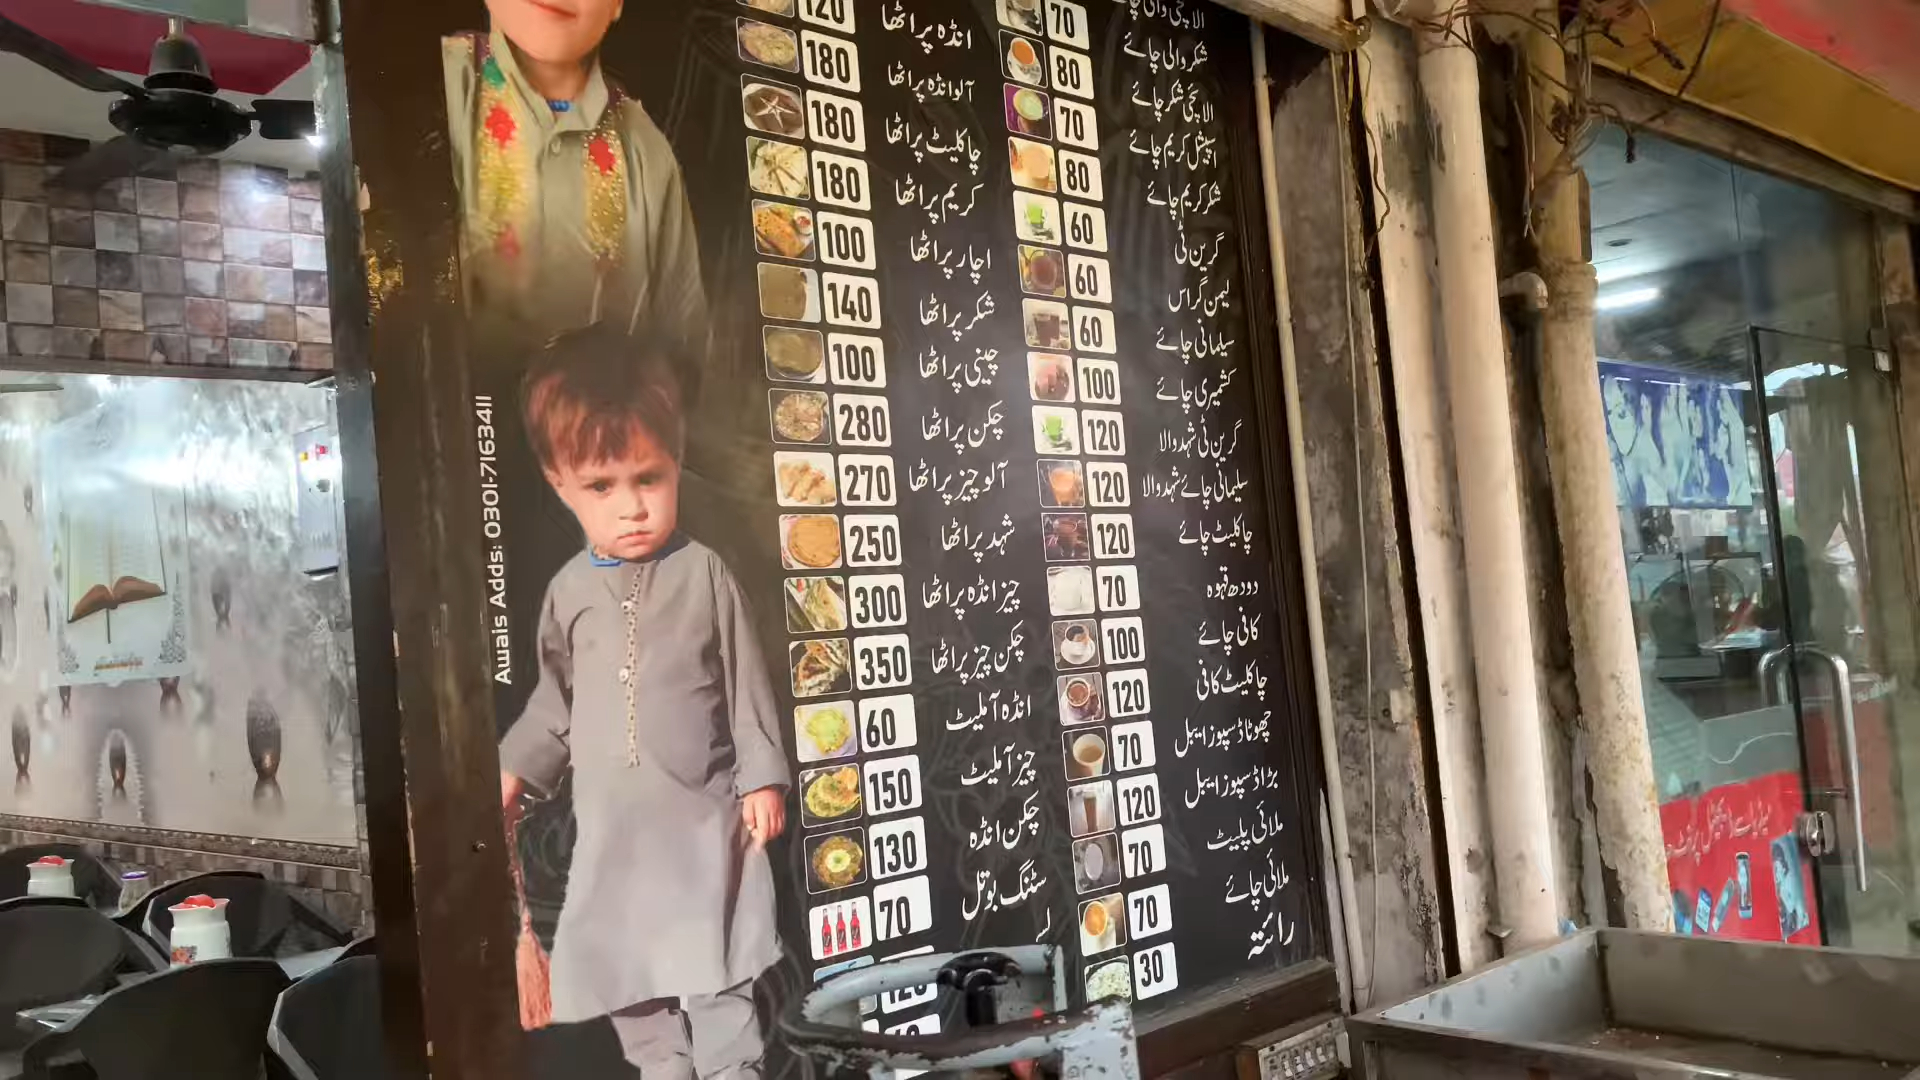 انڈہ پراٹھا 120
آلوانڈہ پراٹھا 180
چاکلیٹ پراٹھا 180
کریم پراٹھا 180
اچار پراٹھا 100
شکر پراٹھا 140
چینی پراٹھا 100
چکن پراٹھا 280
آلو چیز پراٹھا 270
شہد پراٹھا 250
چیز انڈہ پراٹھا 300
چکن چیز پراٹھا 350
انڈہ آملیٹ 60
چیز آملیٹ 150
چکن انڈہ 130
سٹنگ بوتل 70
120
الائچی والی چائے
شکر والی چائے 70
الائچی شکر چائے 80
اسپیشل کریم چائے 70
شکر کریم چائے 80
گرین ٹی 60
لیمن گراس 60
سیلمانی چائے 60
کشمیری چائے 100
گرین ٹی شہد والا 120
سلیمانی چائے شہد والا 120
چاکلیٹ چائے 120
دودھ قہوہ 70
کافی چائے 100
چاکلیٹ کافی 120
چھوٹا ڈسپوزایبل 70
بڑا ڈسپوزایبل 120
ملائی پلیٹ 70
ملائی چائے 70
رائتہ 30
Awais Adds: 0301-7163411